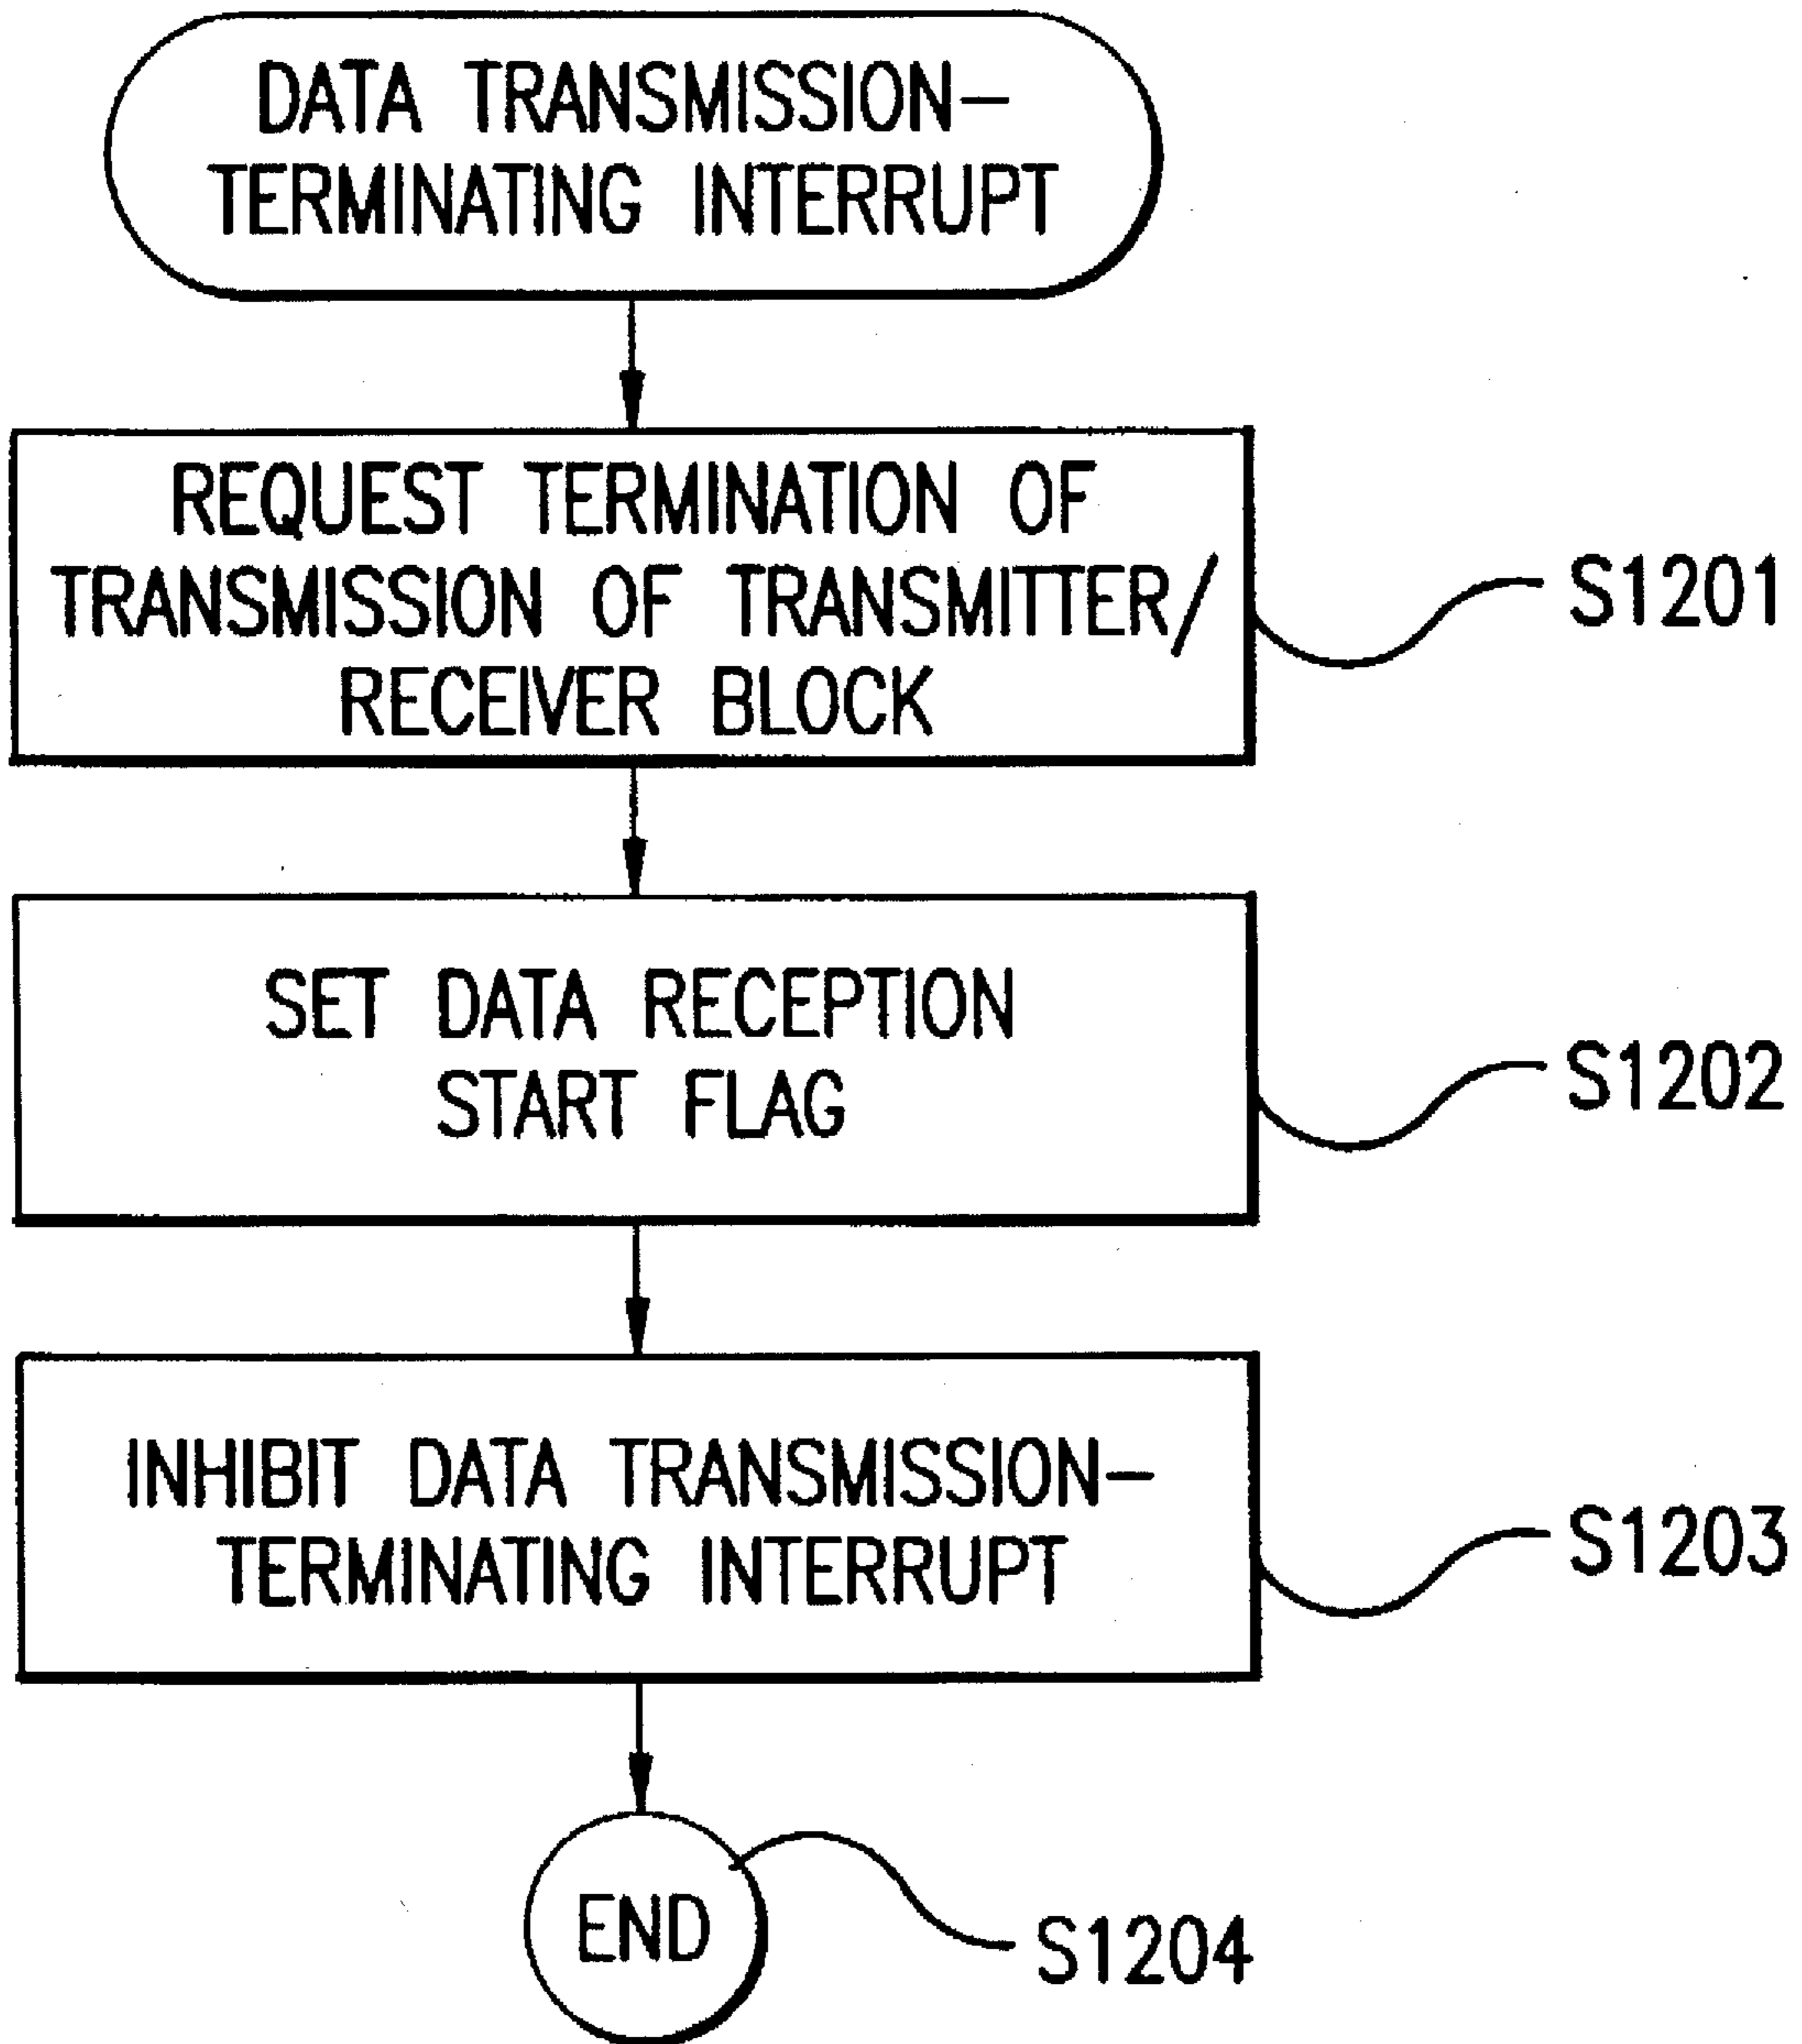 DATA TRANSMISSION-
TERMINATING INTERRUPT
REQUEST TERMINATION OF
TRANSMISSION OF TRANSMITTER/
RECEIVER BLOCK
S1201
SET DATA RECEPTION
START FLAG
S1202
INHIBIT DATA TRANSMISSION-
TERMINATING INTERRUPT
S1203
END
S1204